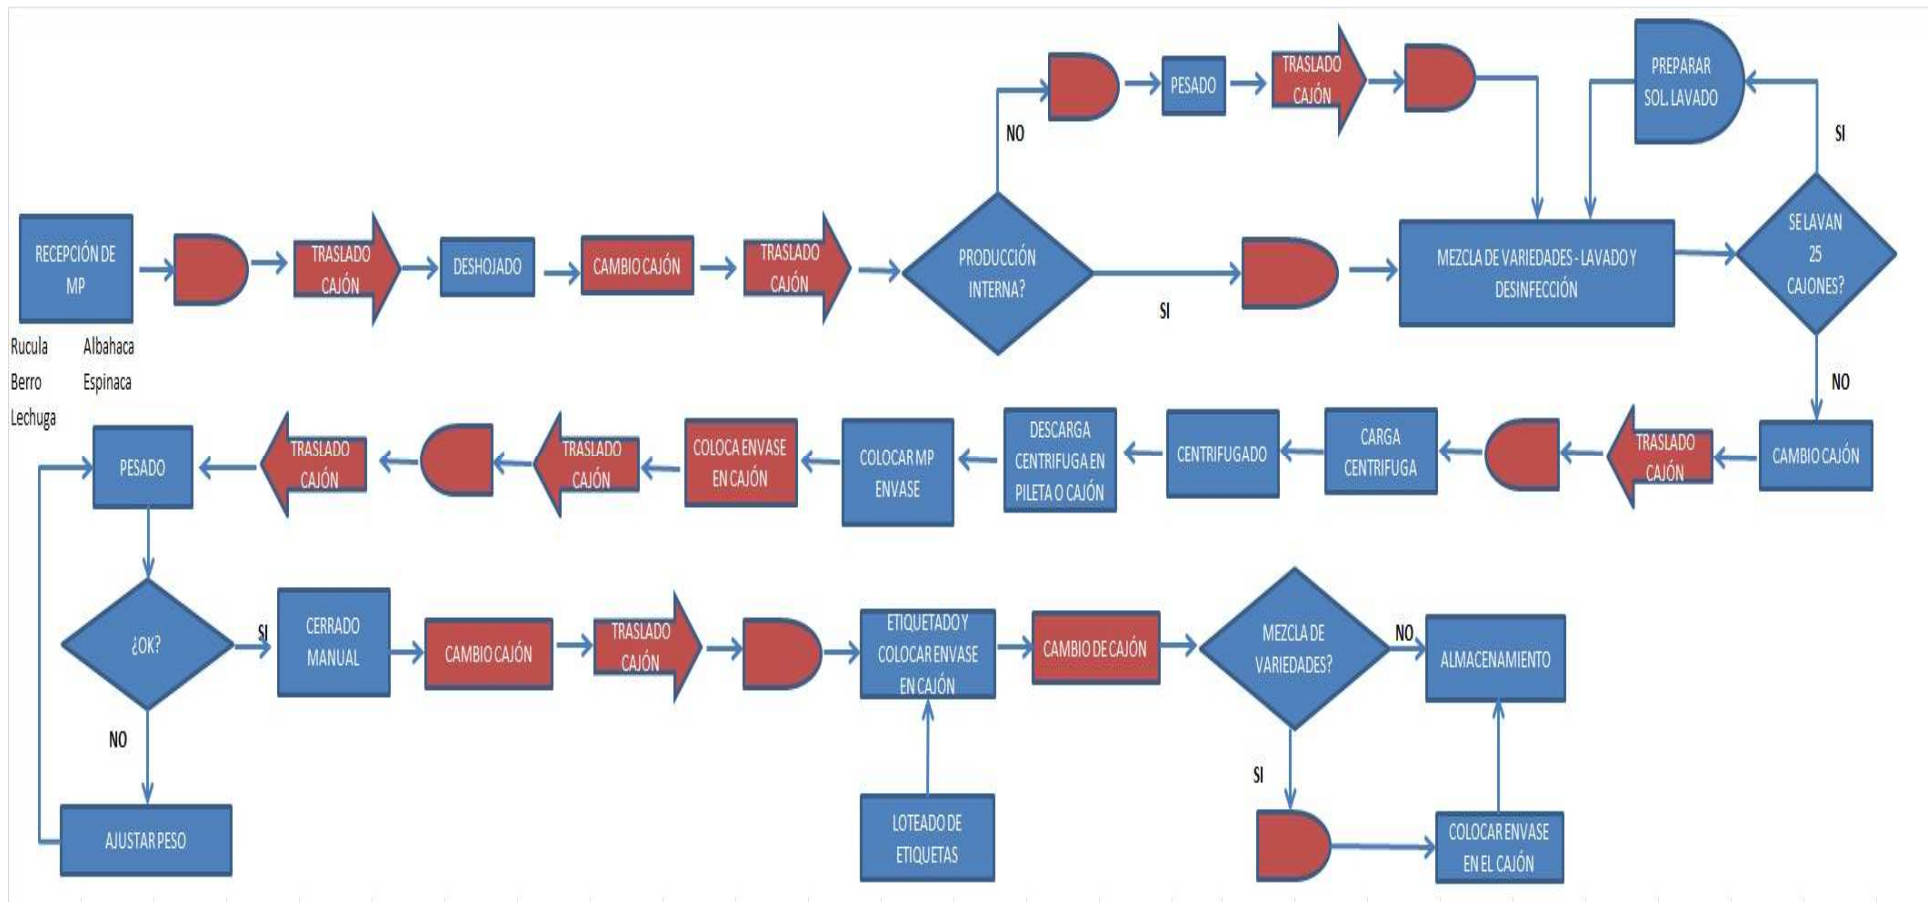 RECEPCIÓN DE
MP
Rucula Albahaca
Berro Espinaca
Lechuga
TRASLADO
CAJÓN
DESHOJADO
CAMBIO CAJÓN
TRASLADO
CAJÓN
PRODUCCIÓN
INTERNA?
NO
PESADO
TRASLADO
CAJÓN
SI
MEZCLA DE VARIEDADES - LAVADO Y
DESINFECCIÓN
PREPARAR
SOL. LAVADO
SI
SE LAVAN
25
CAJONES?
NO
CAMBIO CAJÓN
TRASLADO
CAJÓN
CARGA
CENTRIFUGA
CENTRIFUGADO
DESCARGA
CENTRIFUGA EN
PILETA O CAJÓN
COLOCAR MP
ENVASE
COLOCA ENVASE
EN CAJÓN
TRASLADO
CAJÓN
TRASLADO
CAJÓN
PESADO
¿OK?
NO
AJUSTAR PESO
SI
CERRADO
MANUAL
CAMBIO CAJÓN
TRASLADO
CAJÓN
ETIQUETADO Y
COLOCAR ENVASE
EN CAJÓN
LOTEADO DE
ETIQUETAS
CAMBIO DE CAJÓN
MEZCLA DE
VARIEDADES?
NO
ALMACENAMIENTO
SI
COLOCAR ENVASE
EN EL CAJÓN